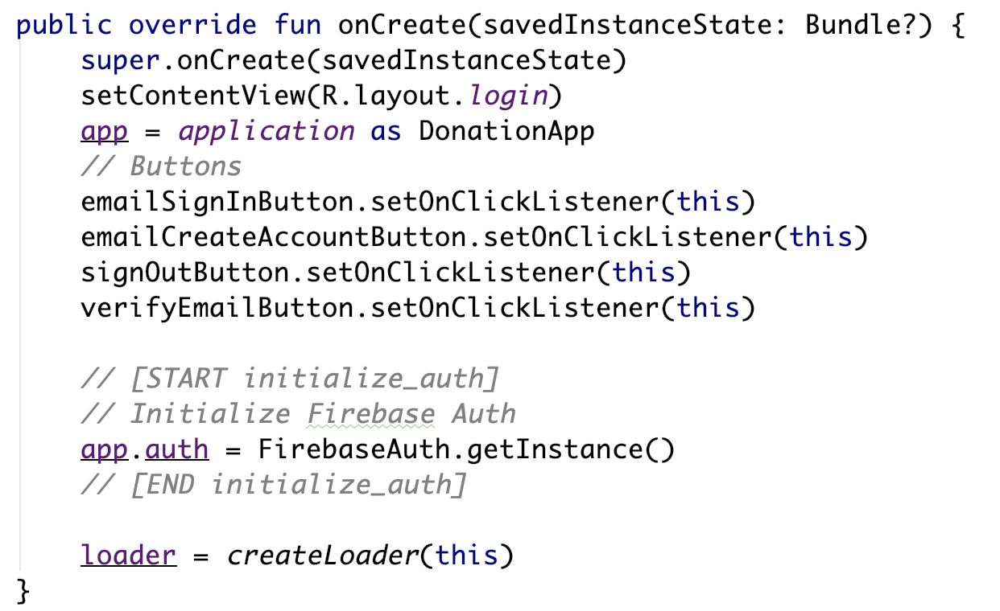 public override fun onCreate(savedInstanceState: Bundle?) {
    super.onCreate(savedInstanceState)
    setContentView(R.layout.login)
    app = application as DonationApp
    // Buttons
    emailSignInButton.setOnClickListener(this)
    emailCreateAccountButton.setOnClickListener(this)
    signOutButton.setOnClickListener(this)
    verifyEmailButton.setOnClickListener(this)

    // [START initialize_auth]
    // Initialize Firebase Auth
    app.auth = FirebaseAuth.getInstance()
    // [END initialize_auth]

    loader = createLoader(this)
}